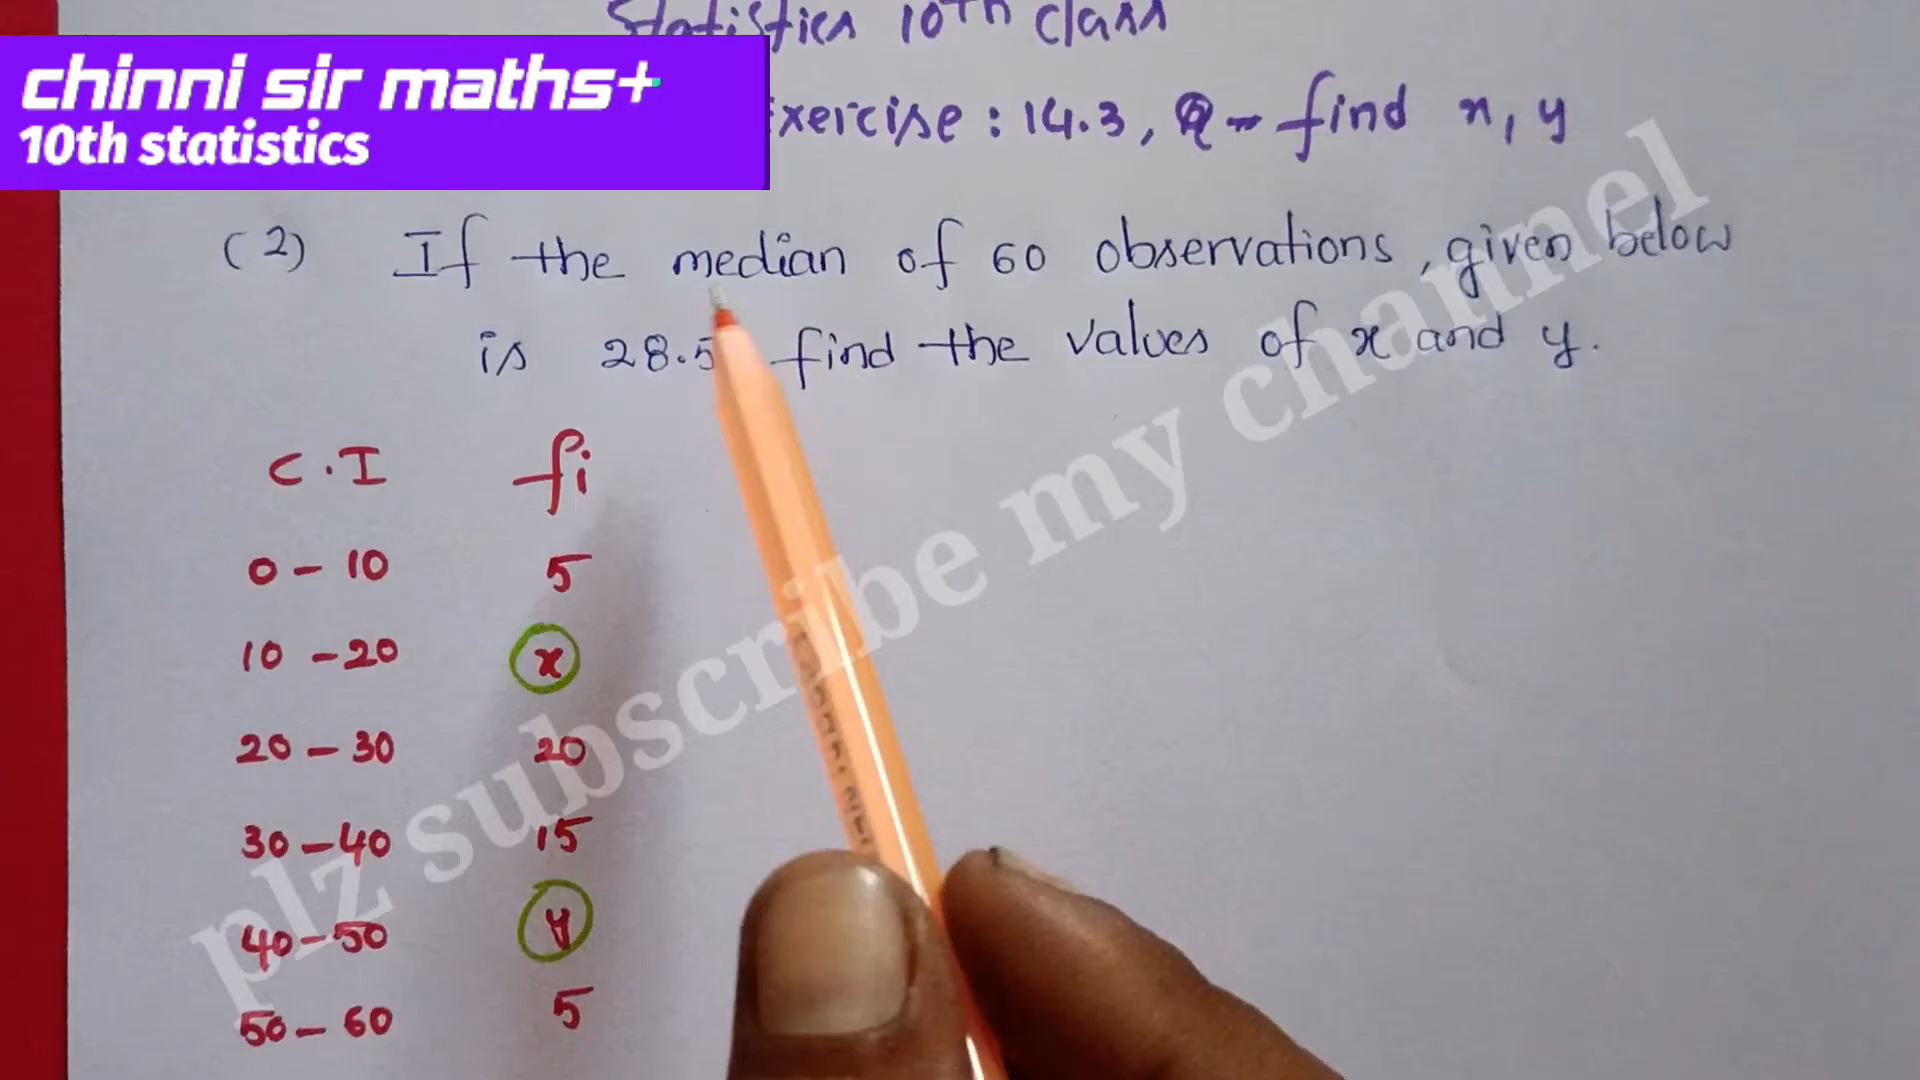 Statistics 10th class
chinni sir maths+
10th statistics
Exercise : 14.3, Q - find x, y
(2) If the median of 60 observations, given below
is 28.5 find the values of x and y.
C.I fi
0 - 10 5
10 - 20 x
20 - 30 20
30 - 40 15
40 - 50 y
50 - 60 5
plz subscribe my channel